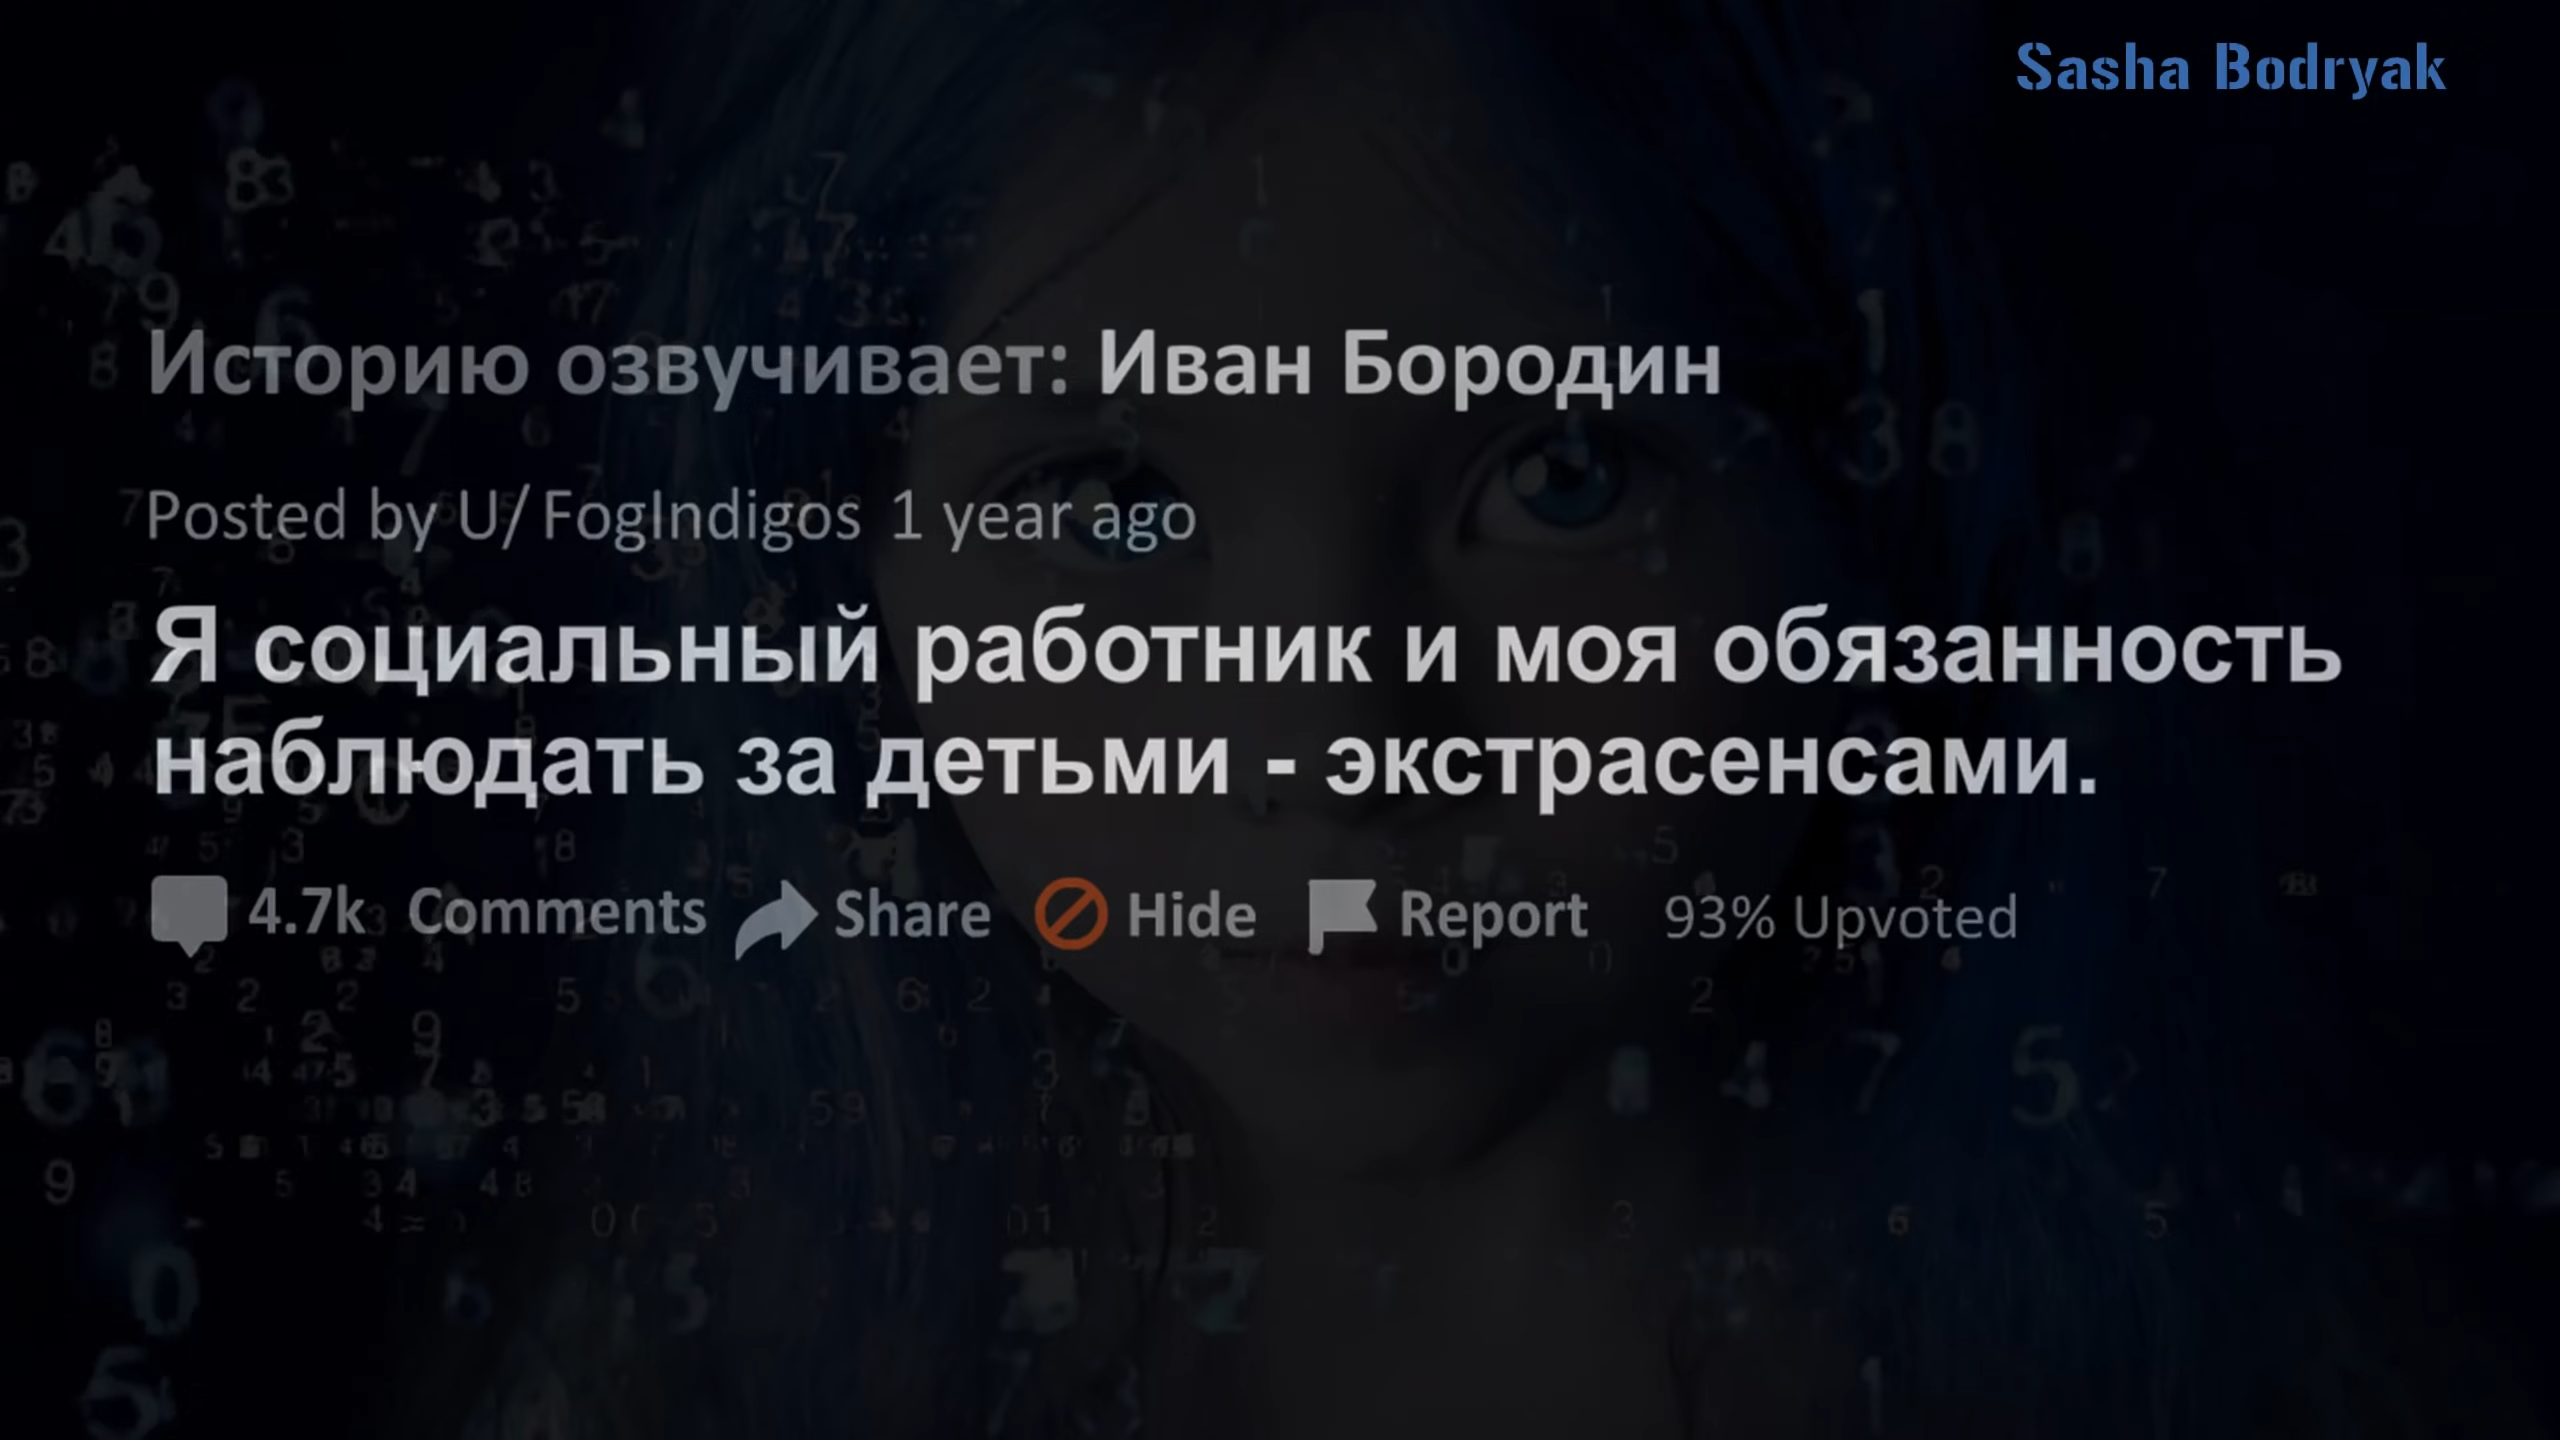 Sasha Bodryak
Историю озвучивает: Иван Бородин
Posted by U/ FogIndigos 1 year ago
Я социальный работник и моя обязанность
наблюдать за детьми - экстрасенсами.
4.7k Comments Share Hide Report 93% Upvoted